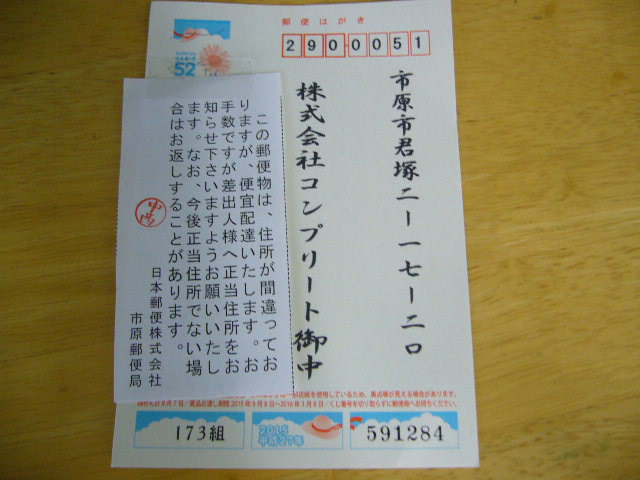 郵便はがき
2900051
52
市原市君塚二ー一七ー二〇
株式会社コンプリート御中
この郵便物は、住所が間違ってお
りますが、便宜配達いたします。お
手数ですが差出人様へ正当住所をお
知らせ下さいますようお願いいたし
ます。なお、今後正当住所でない場
合はお返しすることがあります。
日本郵便株式会社
市原郵便局
173組
2015
平成27年
591284